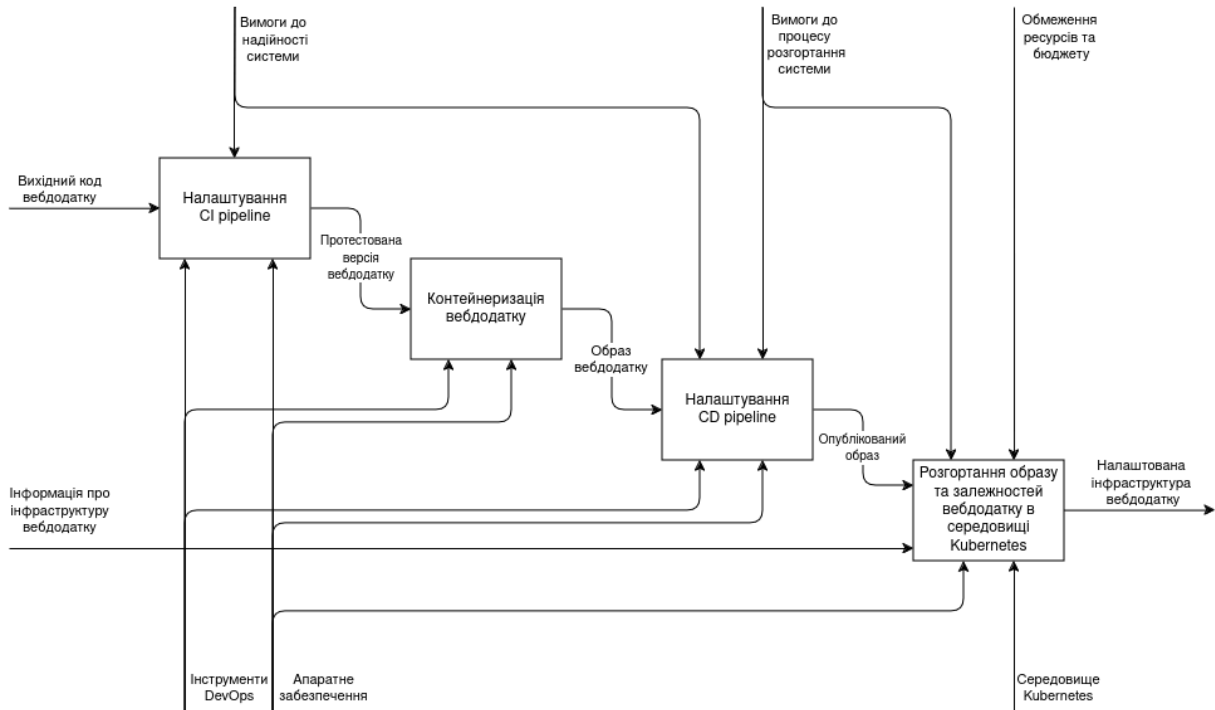 Вимоги до
надійності
системи
Вимоги до
процесу
розгортання
системи
Обмеження
ресурсів та
бюджету
Вихідний код
вебдодатку
Налаштування
CI pipeline
Протестована
версія
вебдодатку
Контейнеризація
вебдодатку
Образ
вебдодатку
Налаштування
CD pipeline
Опублікований
образ
Інформація про
інфраструктуру
вебдодатку
Розгортання образу
та залежностей
вебдодатку в
середовищі
Kubernetes
Налаштована
інфраструктура
вебдодатку
Інструменти
DevOps
Апаратне
забезпечення
Середовище
Kubernetes